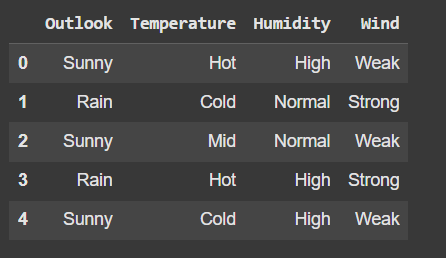 Outlook Temperature Humidity Wind
0 Sunny Hot High Weak
1 Rain Cold Normal Strong
2 Sunny Mid Normal Weak
3 Rain Hot High Strong
4 Sunny Cold High Weak